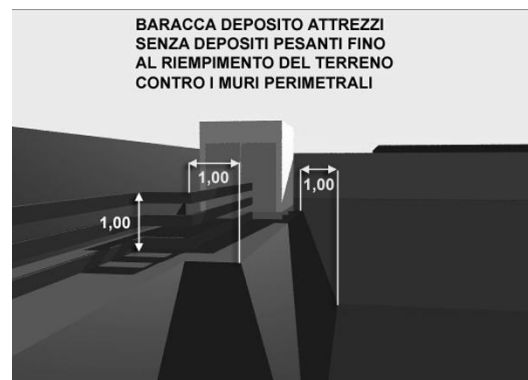 BARACCA DEPOSITO ATTREZZI
SENZA DEPOSITI PESANTI FINO
AL RIEMPIMENTO DEL TERRENO
CONTRO I MURI PERIMETRALI
1,00
1,00
1,00